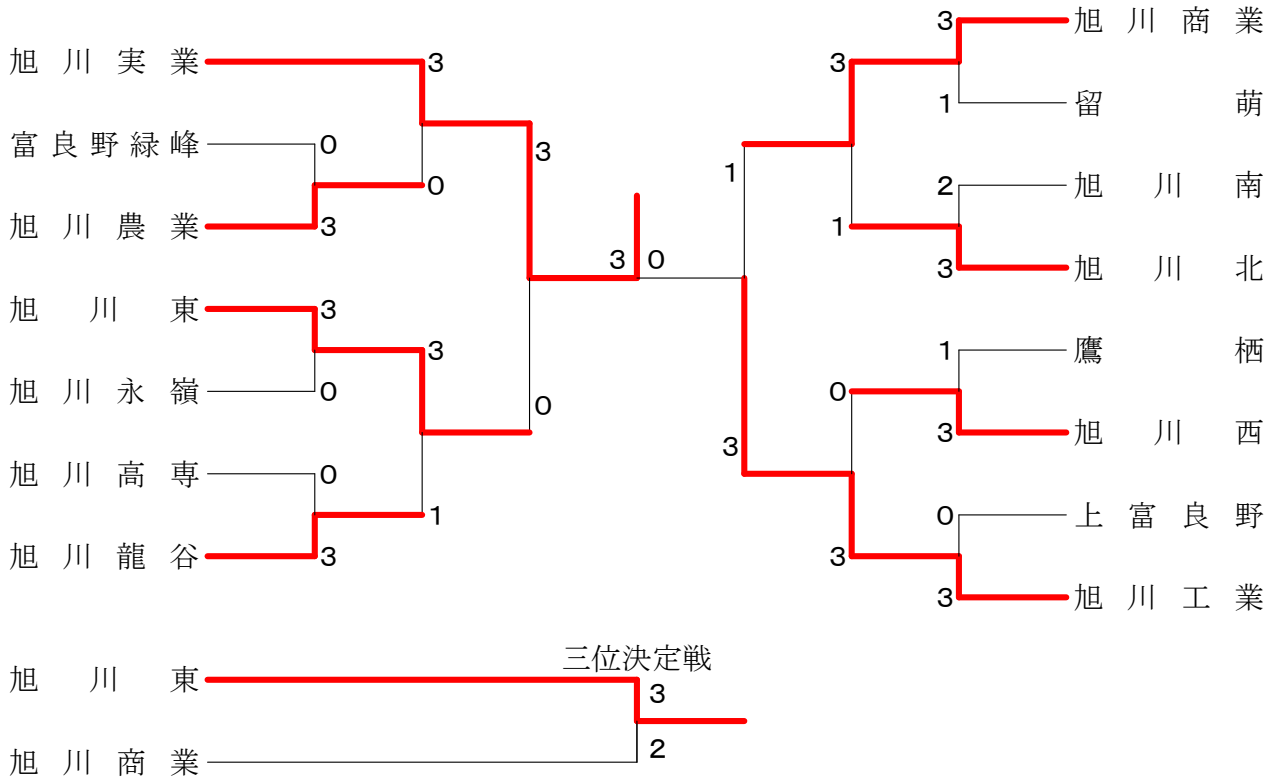 旭川実業 3
富良野緑峰 0
0
旭川農業 3
旭川東 3
3
旭川永嶺 0
旭川高専 0
1
旭川龍谷 3
3
0
3 0
1
3
3 旭川商業
3
1 留萌
2 旭川南
1
3 旭川北
1 鷹栖
0
3 旭川西
0 上富良野
3
3 旭川工業
三位決定戦
旭川東 3
旭川商業 2